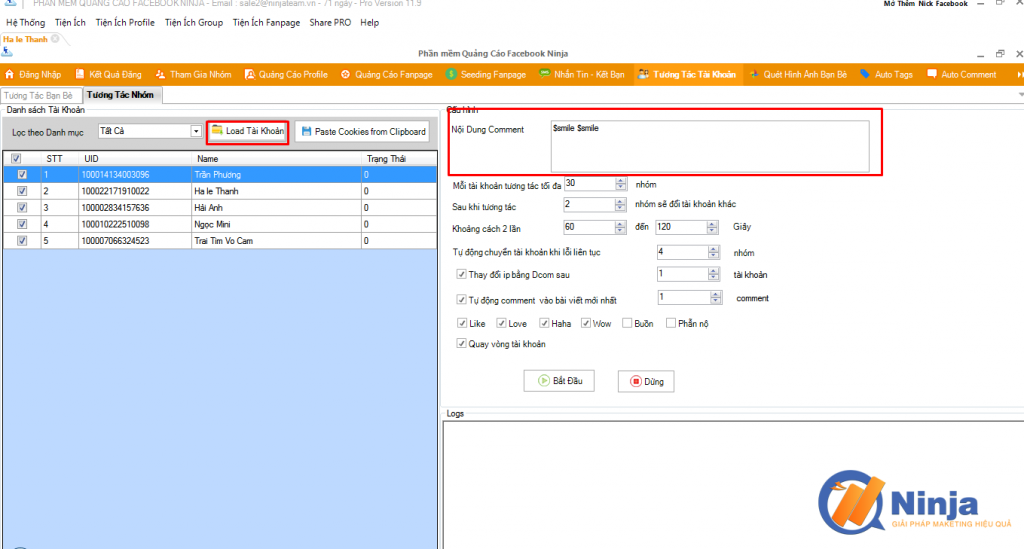 PHẦN MỀM QUẢNG CÁO FACEBOOK NINJA - Email : sale2@ninjateam.vn - 71 ngày - Pro Version 11.9
Mở Thêm Nick Facebook
Hệ Thống Tiện Ích Tiện Ích Profile Tiện Ích Group Tiện Ích Fanpage Share PRO Help
Ha le Thanh
Phần mềm Quảng Cáo Facebook Ninja
Đăng Nhập Kết Quả Đăng Tham Gia Nhóm Quảng Cáo Profile Quảng Cáo Fanpage Seeding Fanpage Nhắn Tin - Kết Bạn Tương Tác Tài Khoản Quét Hình Ảnh Bạn Bè Auto Tags Auto Comment
Tương Tác Bạn Bè Tương Tác Nhóm
Danh sách Tài Khoản
Lọc theo Danh mục Tất Cả Load Tài Khoản Paste Cookies from Clipboard
STT UID Name Trạng Thái
1 100014134003096 Trần Phương 0
2 100022171910022 Ha le Thanh 0
3 100002834157636 Hải Anh 0
4 100010222510098 Ngọc Mini 0
5 100007066324523 Trai Tim Vo Cam 0
Cấu hình
Nội Dung Comment $smile $smile
Mỗi tài khoản tương tác tối đa 30 nhóm
Sau khi tương tác 2 nhóm sẽ đổi tài khoản khác
Khoảng cách 2 lần 60 đến 120 Giây
Tự động chuyển tài khoản khi lỗi liên tục 4 nhóm
Thay đổi ip bằng Dcom sau 1 tài khoản
Tự động comment vào bài viết mới nhất 1 comment
Like Love Haha Wow Buồn Phẫn nộ
Quay vòng tài khoản
Bắt Đầu Dừng
Logs
Ninja
GIẢI PHÁP MAKETING HIỆU QUẢ